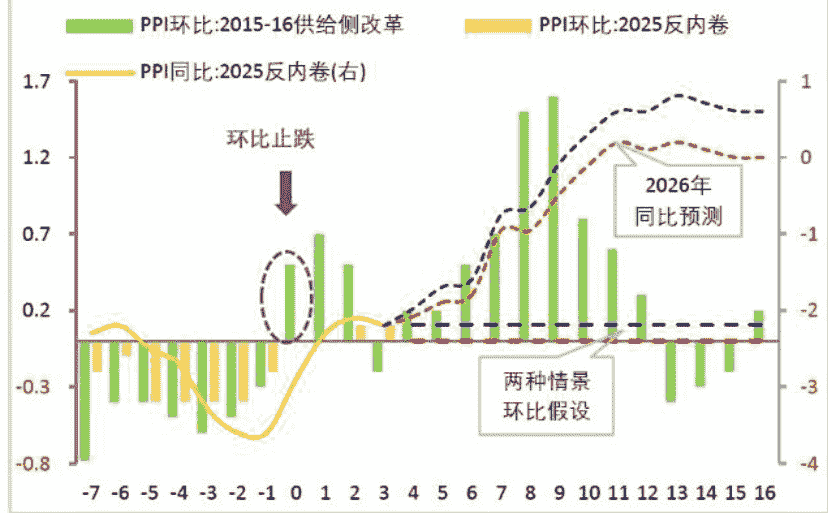 PPI环比:2015-16供给侧改革 PPI环比:2025反内卷
PPI同比:2025反内卷(右)
1.7 1
环比止跌
1.2 0
2026年
同比预测
0.7 -1
0.2 -2
-0.3 -3
两种情景
环比假设
-0.8 -4
-7 -6 -5 -4 -3 -2 -1 0 1 2 3 4 5 6 7 8 9 10 11 12 13 14 15 16